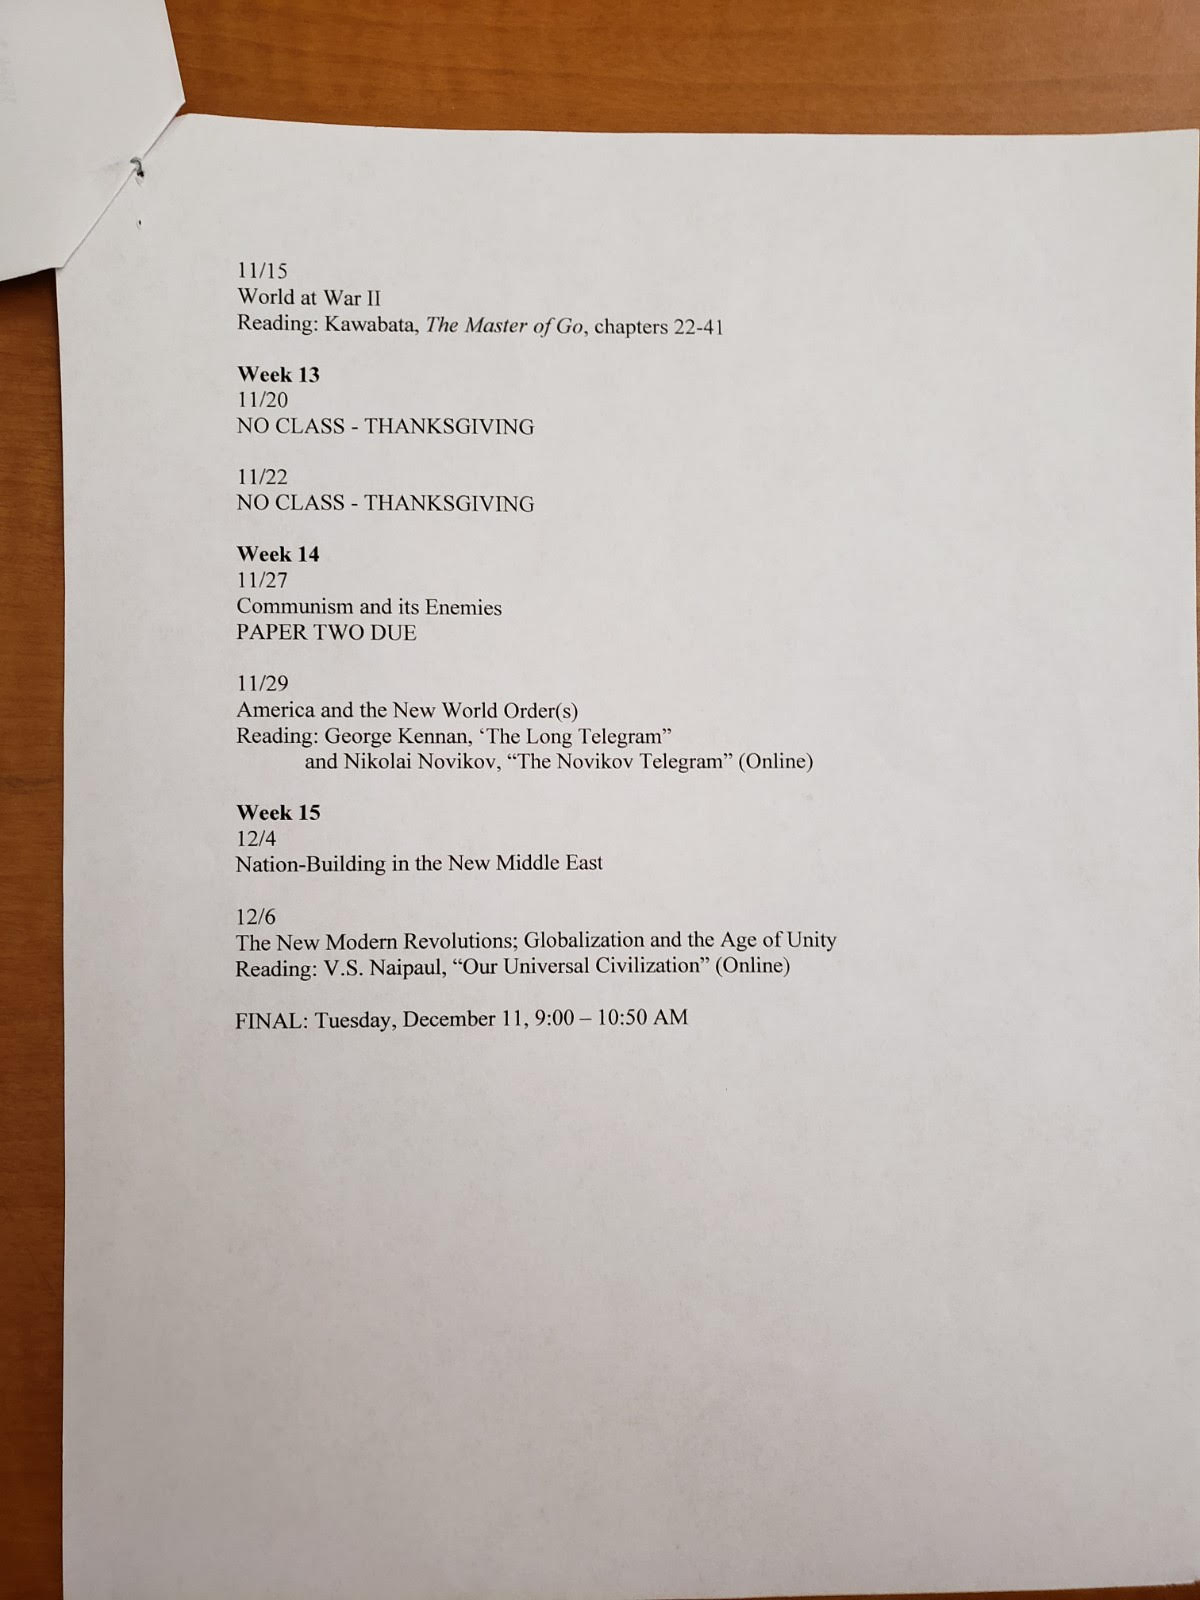 11/15
World at War II
Reading: Kawabata, The Master of Go, chapters 22-41
Week 13
11/20
NO CLASS - THANKSGIVING
11/22
NO CLASS - THANKSGIVING
Week 14
11/27
Communism and its Enemies
PAPER TWO DUE
11/29
America and the New World Order(s)
Reading: George Kennan, ‘The Long Telegram”
and Nikolai Novikov, “The Novikov Telegram” (Online)
Week 15
12/4
Nation-Building in the New Middle East
12/6
The New Modern Revolutions; Globalization and the Age of Unity
Reading: V.S. Naipaul, “Our Universal Civilization” (Online)
FINAL: Tuesday, December 11, 9:00 – 10:50 AM